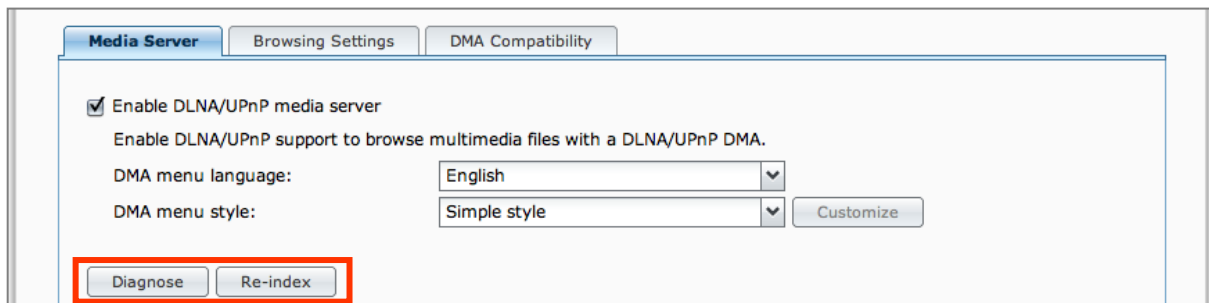 Media Server Browsing Settings DMA Compatibility
Enable DLNA/UPnP media server
Enable DLNA/UPnP support to browse multimedia files with a DLNA/UPnP DMA.
DMA menu language: English
DMA menu style: Simple style Customize
Diagnose Re-index